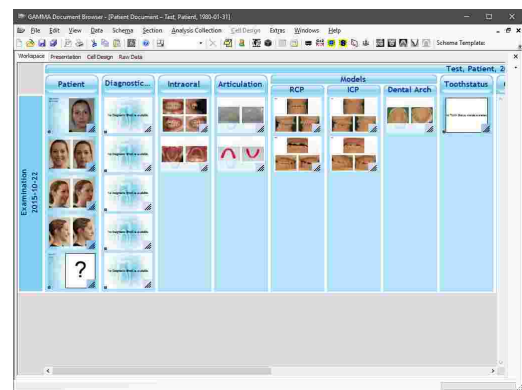 GAMMA Document Browser - [Patient Document - Test, Patient, 1980-01-31]
File Edit View Data Schema Section Analysis Collection Cell Design Extras Windows Help
Schema Template:
Workspace Presentation Cell Design Raw Data
Test, Patient, 2
Patient Diagnostic... Intraoral Articulation Models Toothstatus
RCP ICP Dental Arch
Examination
2015-10-22
?